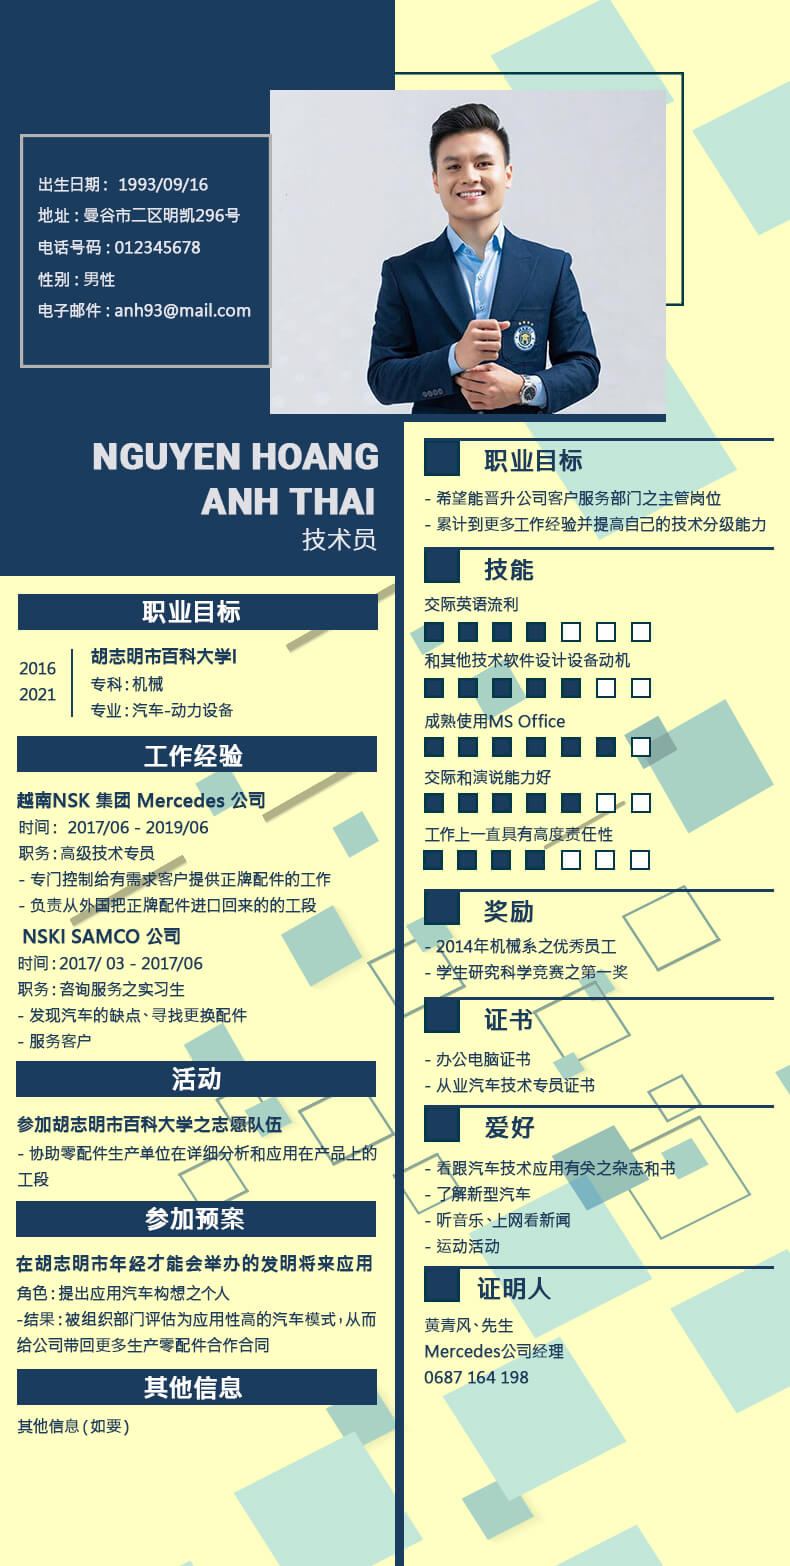 出生日期： 1993/09/16
地址 : 曼谷市二区明凯296号
电话号码 : 012345678
性别 : 男性
电子邮件 : anh93@mail.com
NGUYEN HOANG
ANH THAI
技术员
职业目标
2016
2021
胡志明市百科大学I
专科 : 机械
专业 : 汽车-动力设备
工作经验
越南NSK 集团 Mercedes 公司
时间： 2017/06 - 2019/06
职务 : 高级技术专员
- 专门控制给有需求客户提供正牌配件的工作
- 负责从外国把正牌配件进口回来的的工段
NSKI SAMCO 公司
时间 : 2017/ 03 - 2017/06
职务 : 咨询服务之实习生
- 发现汽车的缺点、寻找更换配件
- 服务客户
活动
参加胡志明市百科大学之志愿队伍
- 协助零配件生产单位在详细分析和应用在产品上的
工段
参加预案
在胡志明市年经才能会举办的发明将来应用
角色 : 提出应用汽车构想之个人
-结果 : 被组织部门评估为应用性高的汽车模式，从而
给公司带回更多生产零配件合作合同
其他信息
其他信息 ( 如要 )
职业目标
- 希望能晋升公司客户服务部门之主管岗位
- 累计到更多工作经验并提高自己的技术分级能力
技能
交际英语流利
和其他技术软件设计设备动机
成熟使用MS Office
交际和演说能力好
工作上一直具有高度责任性
奖励
- 2014年机械系之优秀员工
- 学生研究科学竞赛之第一奖
证书
- 办公电脑证书
- 从业汽车技术专员证书
爱好
- 看跟汽车技术应用有关之杂志和书
- 了解新型汽车
- 听音乐、上网看新闻
- 运动活动
证明人
黄青风、先生
Mercedes公司经理
0687 164 198